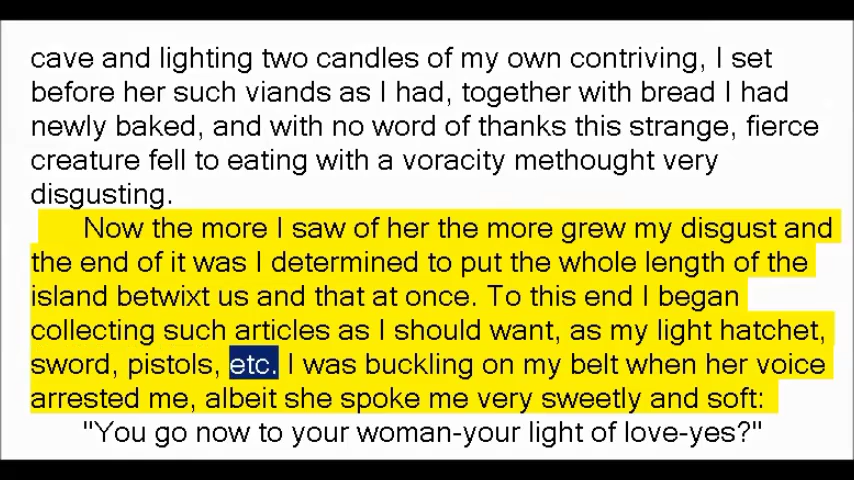 cave and lighting two candles of my own contriving, I set
before her such viands as I had, together with bread I had
newly baked, and with no word of thanks this strange, fierce
creature fell to eating with a voracity methought very
disgusting.
Now the more I saw of her the more grew my disgust and
the end of it was I determined to put the whole length of the
island betwixt us and that at once. To this end I began
collecting such articles as I should want, as my light hatchet,
sword, pistols, etc. I was buckling on my belt when her voice
arrested me, albeit she spoke me very sweetly and soft:
"You go now to your woman-your light of love-yes?"